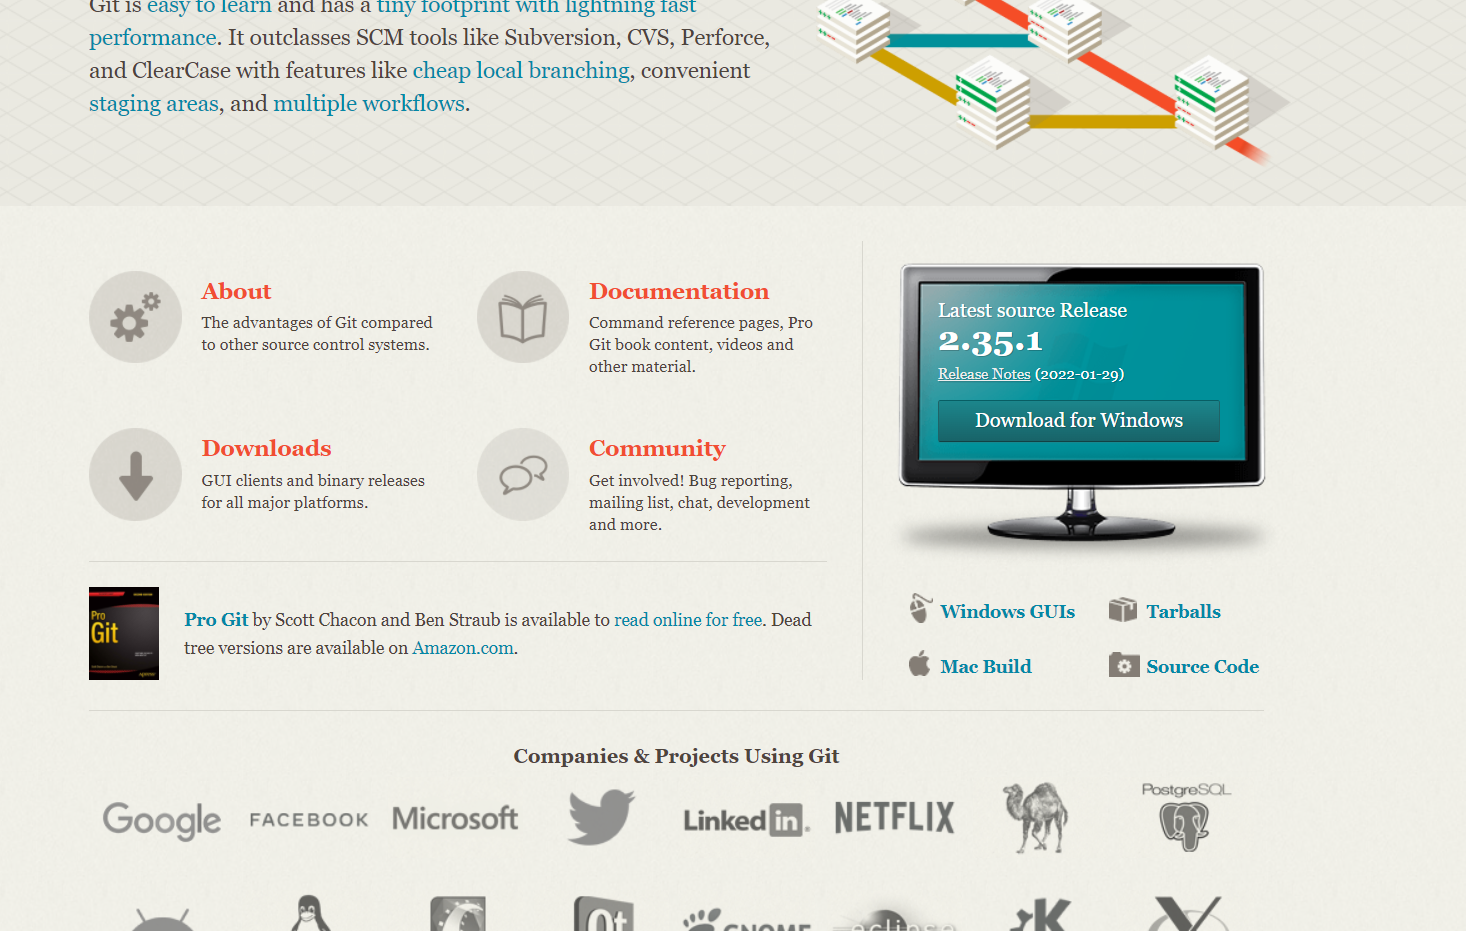 Git is easy to learn and has a tiny footprint with lightning fast
performance. It outclasses SCM tools like Subversion, CVS, Perforce,
and ClearCase with features like cheap local branching, convenient
staging areas, and multiple workflows.
About
The advantages of Git compared
to other source control systems.
Documentation
Command reference pages, Pro
Git book content, videos and
other material.
Downloads
GUI clients and binary releases
for all major platforms.
Community
Get involved! Bug reporting,
mailing list, chat, development
and more.
Pro
Git
Pro Git by Scott Chacon and Ben Straub is available to read online for free. Dead
tree versions are available on Amazon.com.
Latest source Release
2.35.1
Release Notes (2022-01-29)
Download for Windows
Windows GUIs
Tarballs
Mac Build
Source Code
Companies & Projects Using Git
Google
FACEBOOK
Microsoft
Linked in
NETFLIX
PostgreSQL
Qt
GNOME
eclipse
K